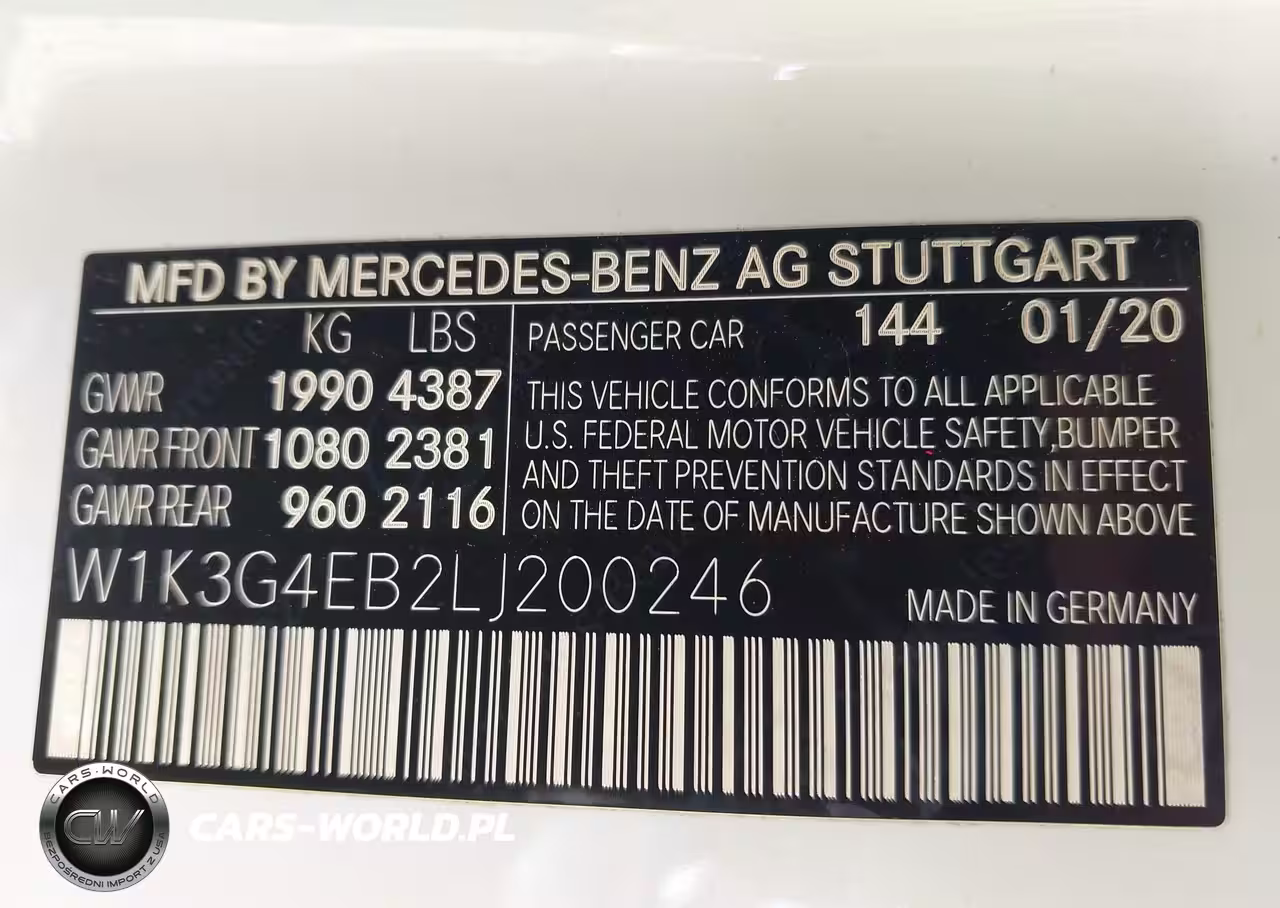 MFD BY MERCEDES-BENZ AG STUTTGART
KG LBS
GVWR 1990 4387
GAWR FRONT 1080 2381
GAWR REAR 960 2116
PASSENGER CAR 144 01/20
THIS VEHICLE CONFORMS TO ALL APPLICABLE
U.S. FEDERAL MOTOR VEHICLE SAFETY,BUMPER
AND THEFT PREVENTION STANDARDS IN EFFECT
ON THE DATE OF MANUFACTURE SHOWN ABOVE
W1K3G4EB2LJ200246
MADE IN GERMANY
CARS-WORLD
CW
BEZPOŚREDNI IMPORT Z USA
CARS-WORLD.PL